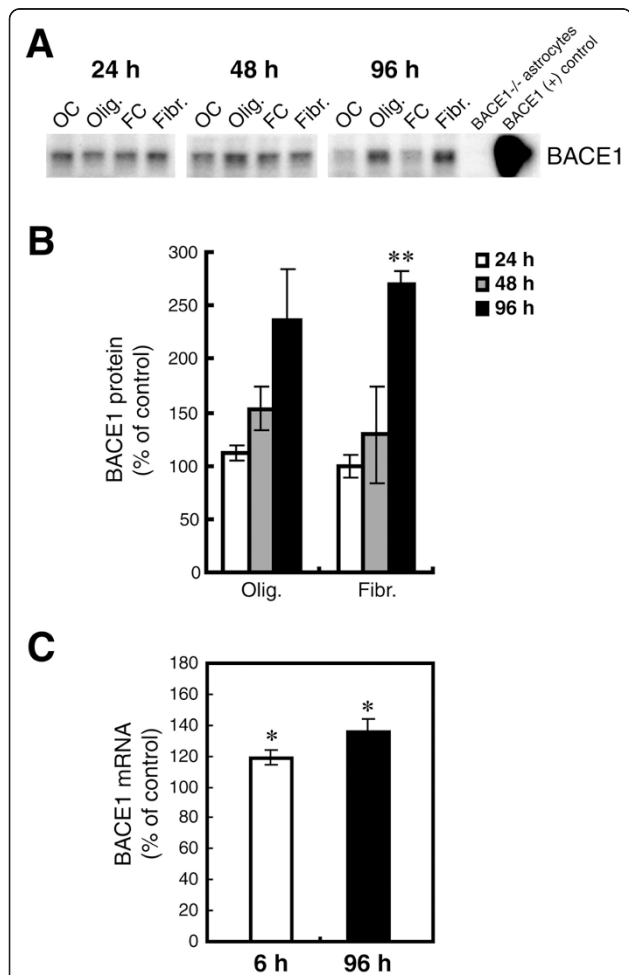 A
24 h 48 h 96 h
OC Olig. FC Fibr. OC Olig. FC Fibr. OC Olig. FC Fibr. BACE1-/- astrocytes BACE1 (+) control
BACE1
B
300
250
200
150
100
50
0
BACE1 protein
(% of control)
**
24 h
48 h
96 h
Olig. Fibr.
C
180
160
140
120
100
80
60
40
20
0
BACE1 mRNA
(% of control)
* *
6 h 96 h